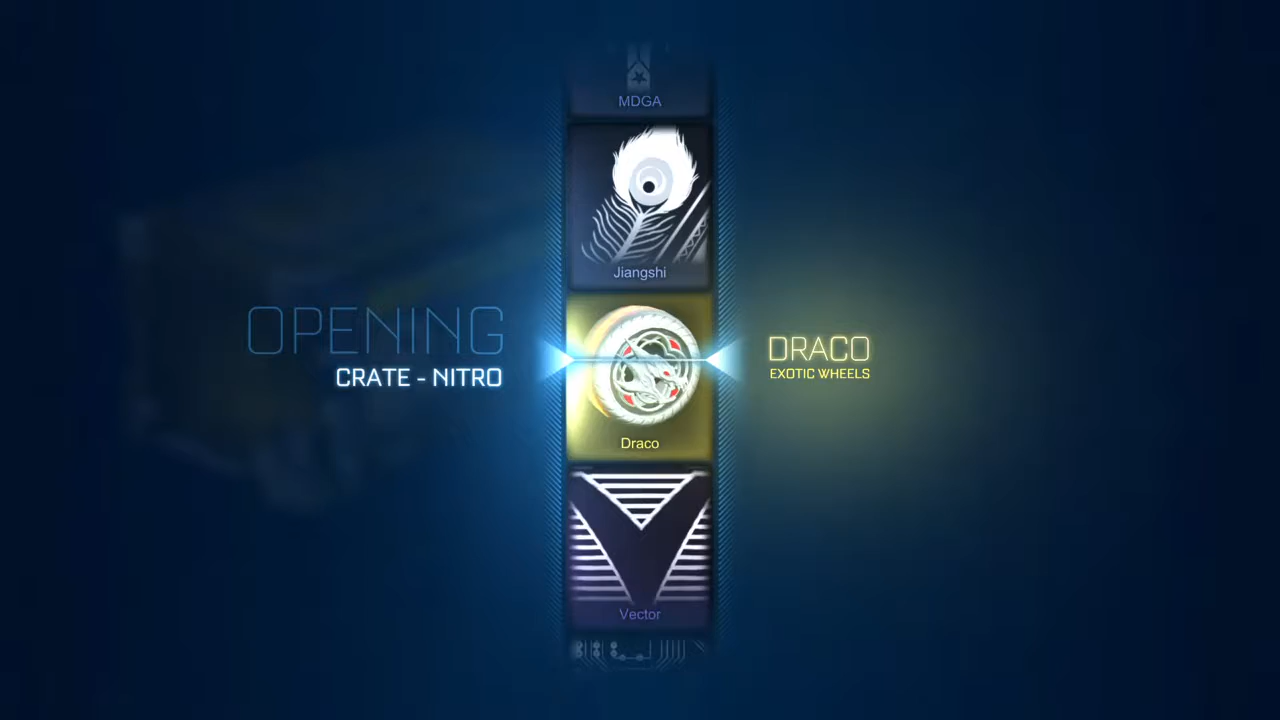 MDGA
Jiangshi
OPENING
CRATE - NITRO
DRACO
EXOTIC WHEELS
Draco
Vector